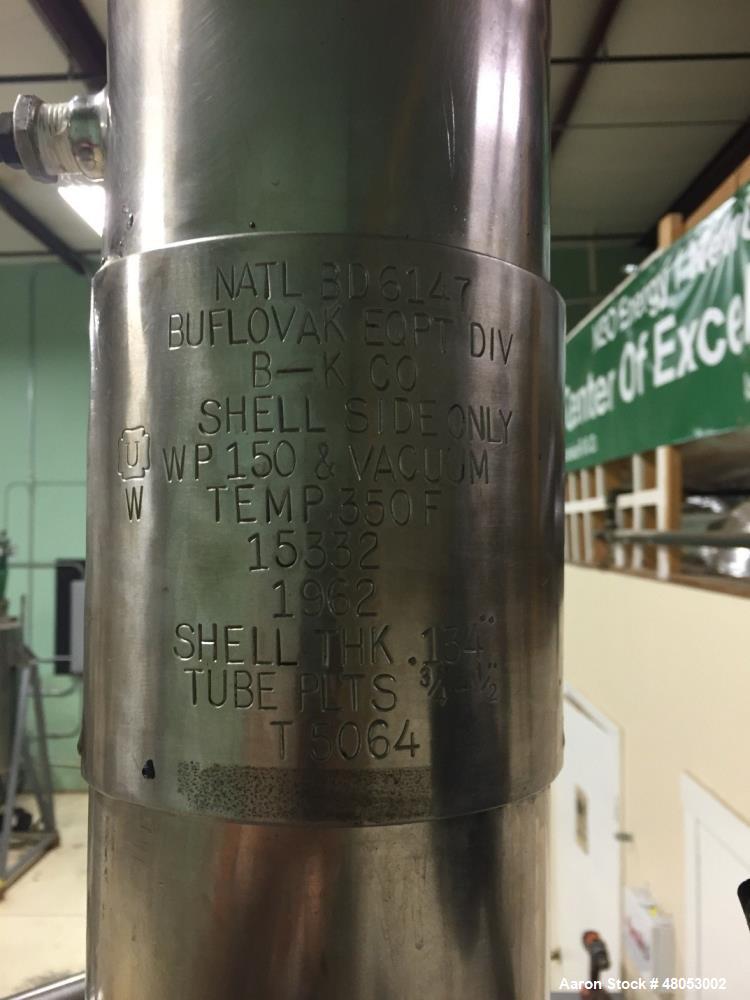 NATL BD 6147
BUFLOVAK EQPT DIV
B-K CO
SHELL SIDE ONLY
U WP 150 & VACUUM
W TEMP 350 F
15332
1962
SHELL THK .134"
TUBE PLTS 3/4-1/2"
T 5064
Center Of Excel
Aaron Stock # 48053002